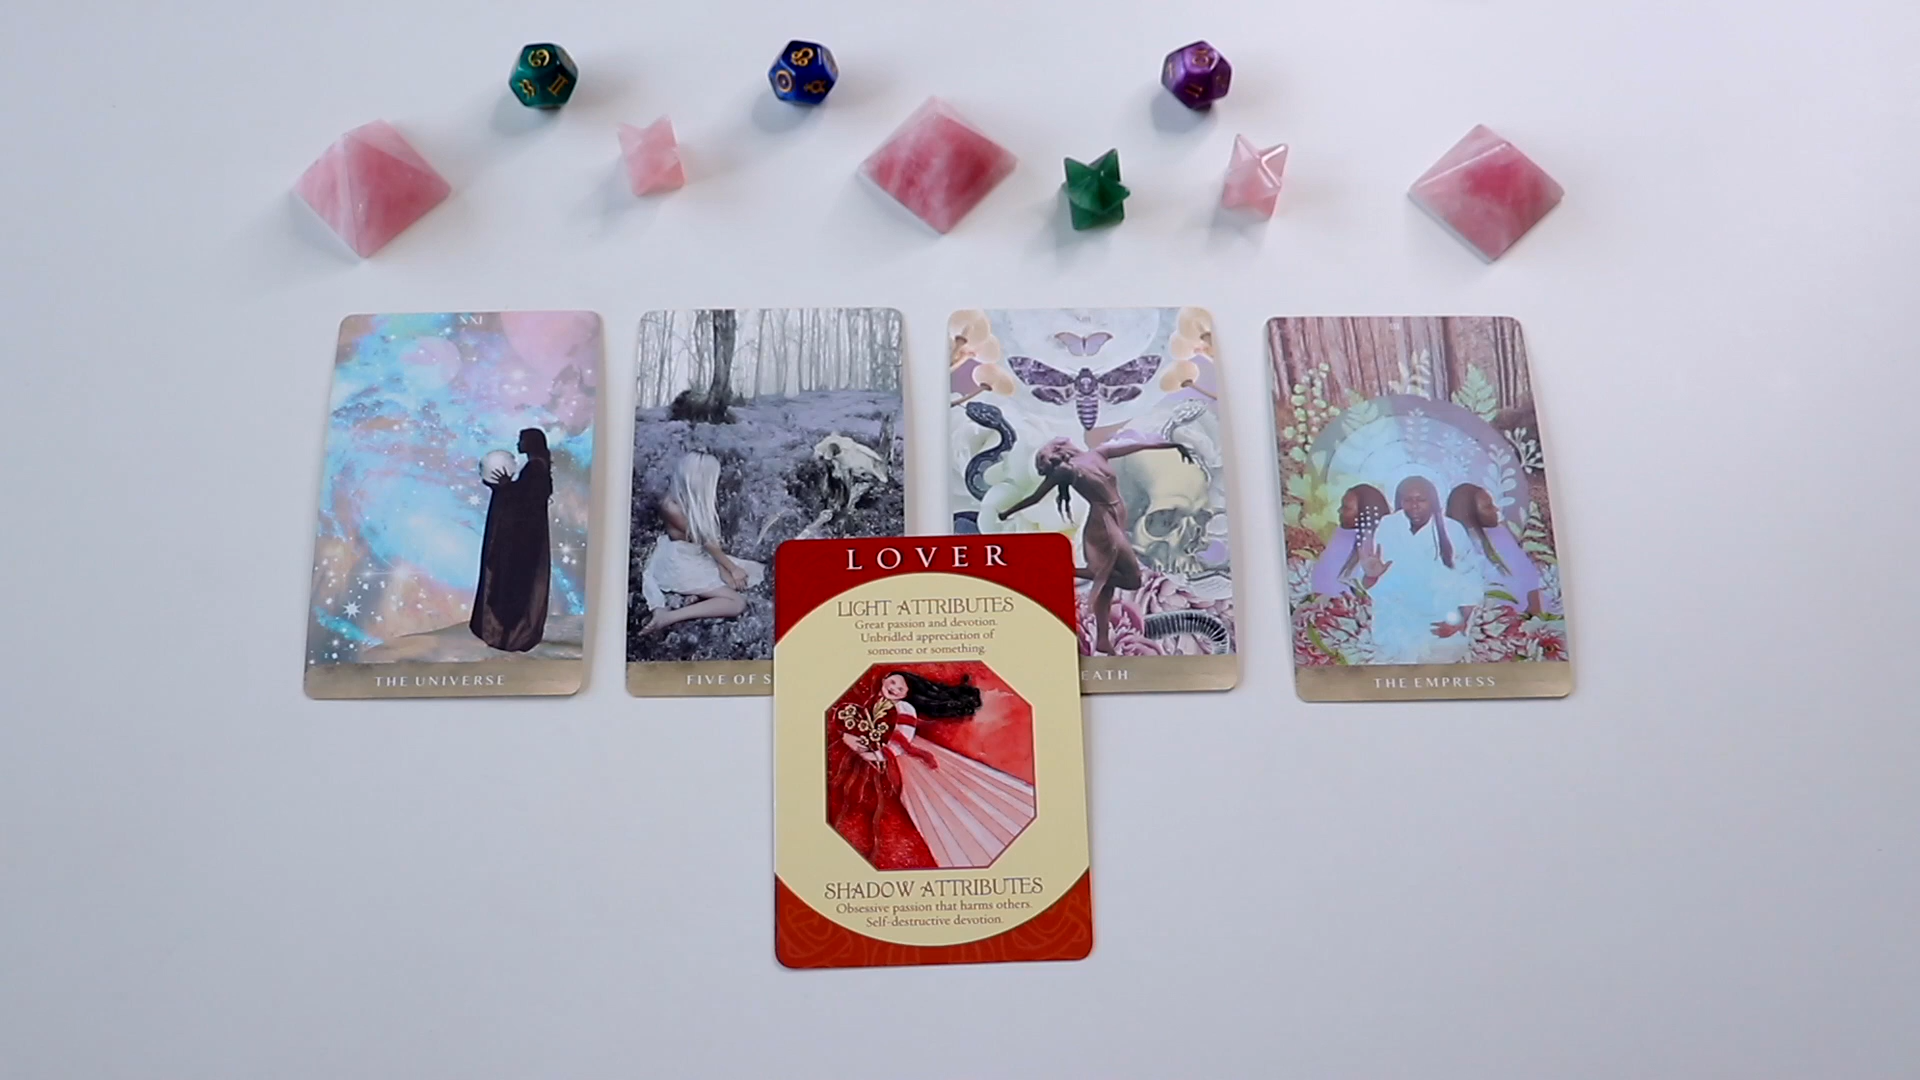 XXI
THE UNIVERSE
FIVE OF S
XIII
EATH
THE EMPRESS
LOVER
LIGHT ATTRIBUTES
Great passion and devotion.
Unbridled appreciation of
someone or something.
SHADOW ATTRIBUTES
Obsessive passion that harms others.
Self-destructive devotion.